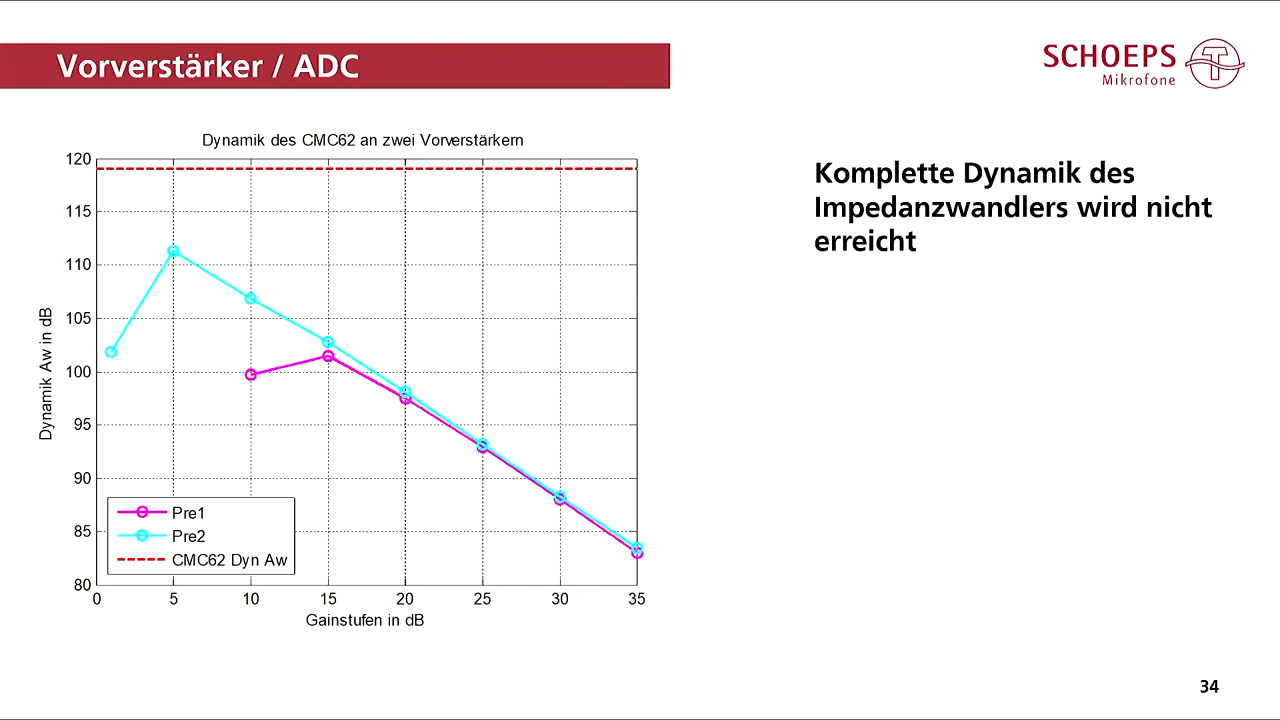 Vorverstärker / ADC
SCHOEPS
Mikrofone
Dynamik des CMC62 an zwei Vorverstärkern
Komplette Dynamik des
Impedanzwandlers wird nicht
erreicht
Dynamik Aw in dB
120
115
110
105
100
95
90
85
80
Pre1
Pre2
CMC62 Dyn Aw
0 5 10 15 20 25 30 35
Gainstufen in dB
34